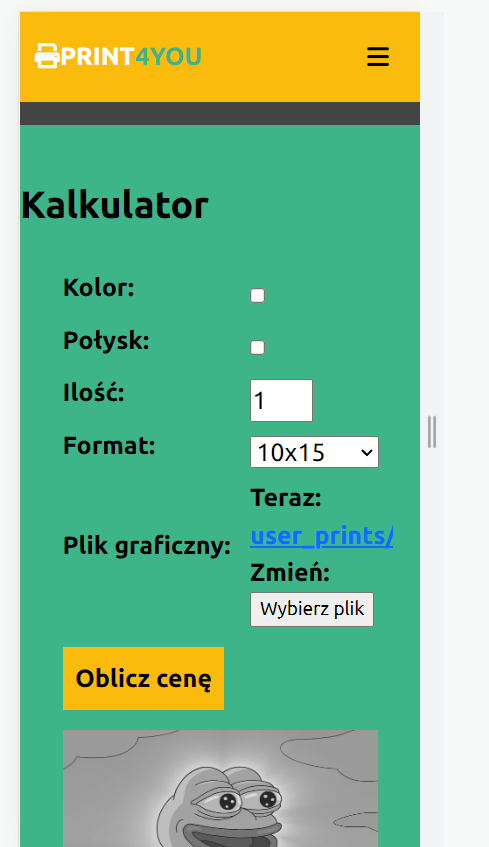 PRINT4YOU
Kalkulator
Kolor:
Połysk:
Ilość: 1
Format: 10x15
Teraz:
user_prints/
Plik graficzny:
Zmień:
Wybierz plik
Oblicz cenę